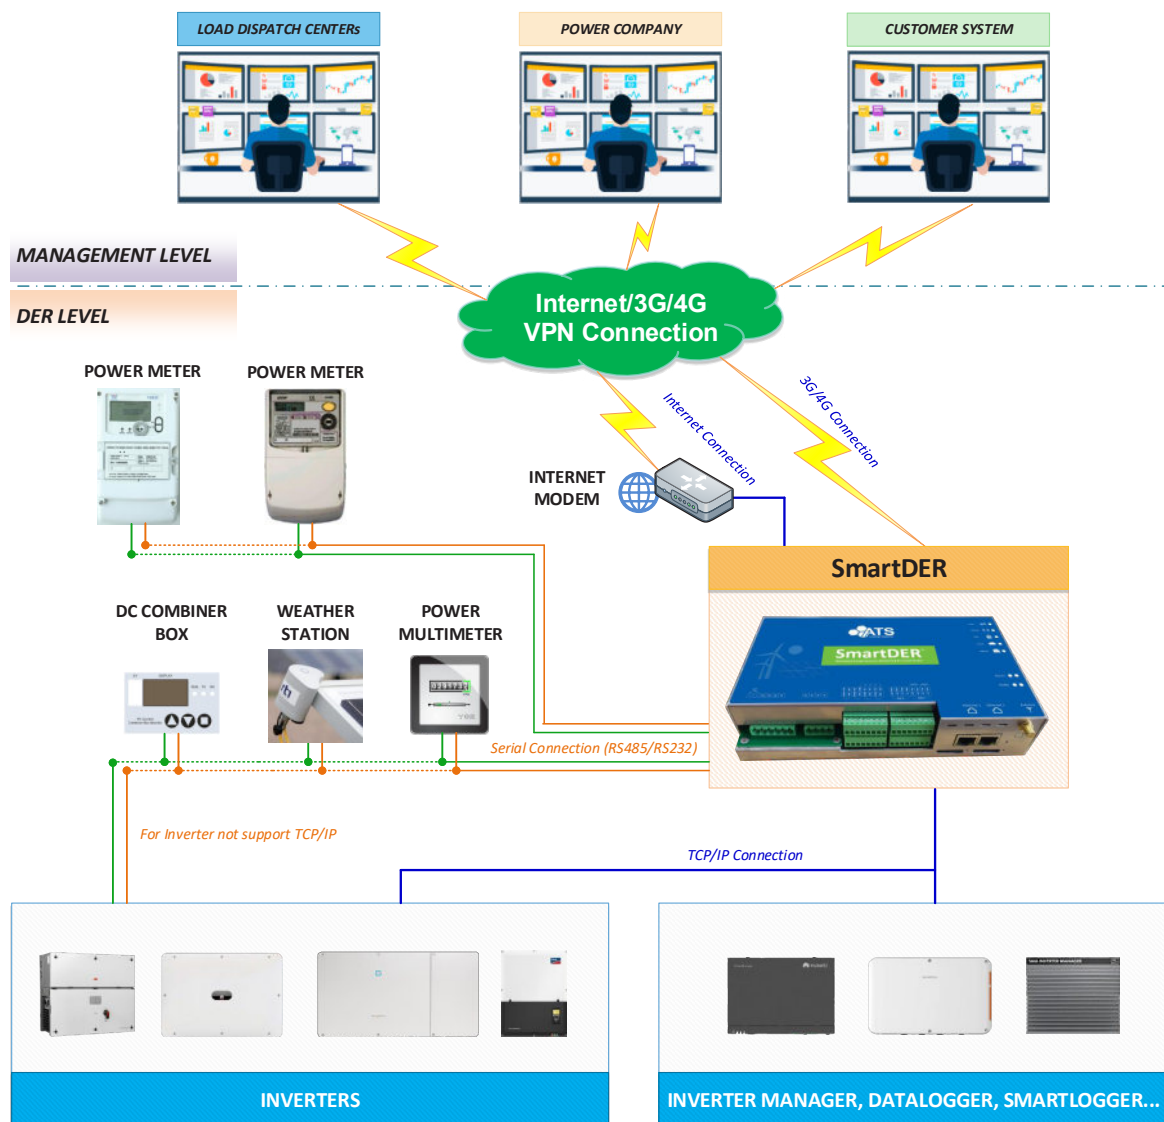 LOAD DISPATCH CENTERs
POWER COMPANY
CUSTOMER SYSTEM
MANAGEMENT LEVEL
DER LEVEL
Internet/3G/4G
VPN Connection
POWER METER
POWER METER
Internet Connection
3G/4G Connection
INTERNET
MODEM
SmartDER
ATS
SmartDER
DC COMBINER
BOX
WEATHER
STATION
POWER
MULTIMETER
Serial Connection (RS485/RS232)
For Inverter not support TCP/IP
TCP/IP Connection
INVERTERS
INVERTER MANAGER, DATALOGGER, SMARTLOGGER...